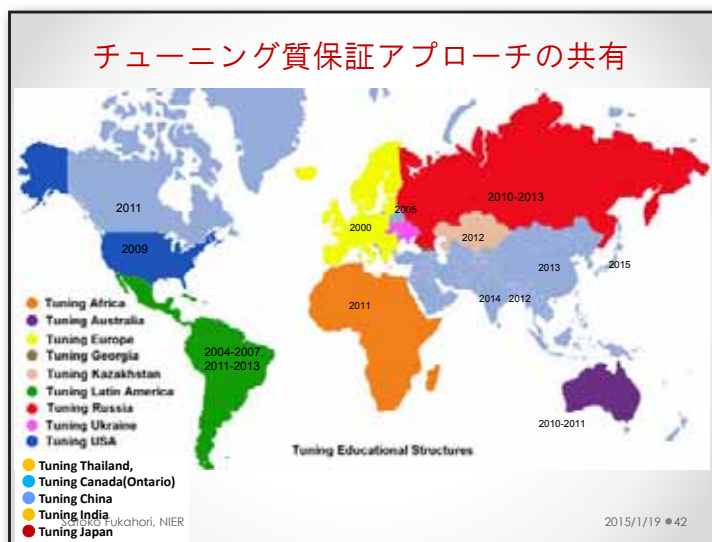 チューニング質保証アプローチの共有
2011
2009
2004-2007,
2011-2013
2000
2005
2010-2013
2012
2013
2015
2014
2012
2011
2010-2011
Tuning Africa
Tuning Australia
Tuning Europe
Tuning Georgia
Tuning Kazakhstan
Tuning Latin America
Tuning Russia
Tuning Ukraine
Tuning USA
Tuning Educational Structures
Tuning Thailand,
Tuning Canada(Ontario)
Tuning China
Tuning India
Tuning Japan
Satoko Fukahori, NIER
2015/1/19
42